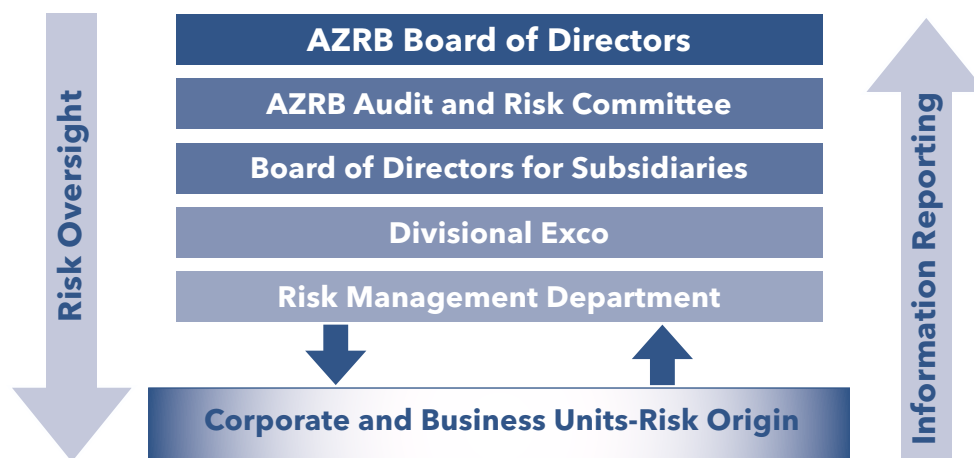 AZRB Board of Directors
AZRB Audit and Risk Committee
Board of Directors for Subsidiaries
Divisional Exco
Risk Management Department
Corporate and Business Units-Risk Origin
Risk Oversight
Information Reporting